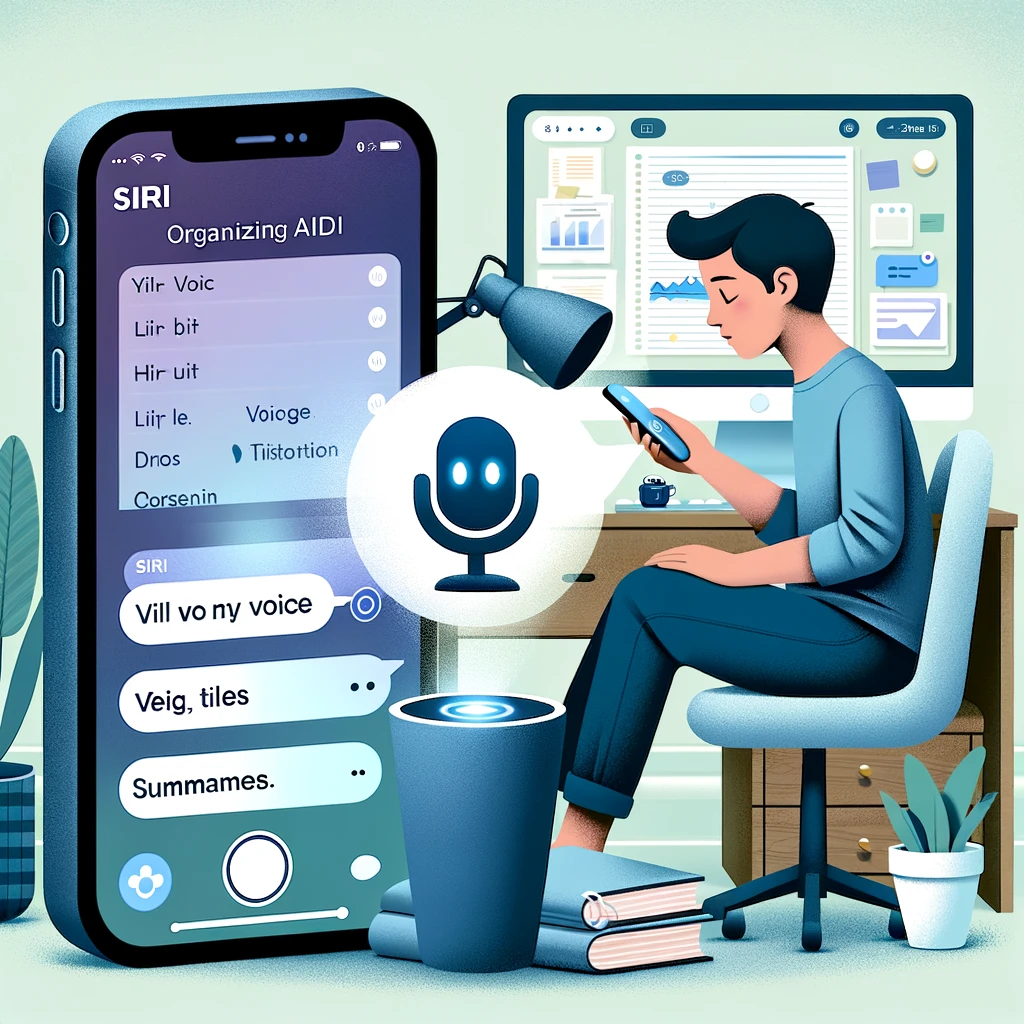 SIRI
Organizing AIDI
Yilr Voic
Liir bit
Hir uit
Liir le.
Voioge
Dnos
Tiistottion
Corsenin
SIRI
Vill vo ny voice
Veig, tiles
Summames.